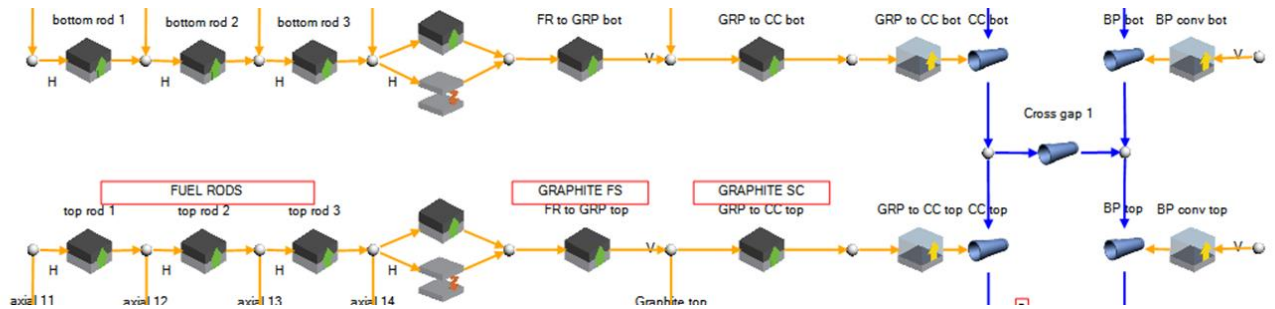 bottom rod 1
bottom rod 2
bottom rod 3
FR to GRP bot
GRP to CC bot
GRP to CC bot
CC bot
BP bot
BP conv bot
H
H
H
H
V
V
Cross gap 1
FUEL RODS
GRAPHITE FS
GRAPHITE SC
top rod 1
top rod 2
top rod 3
FR to GRP top
GRP to CC top
GRP to CC top
CC top
BP top
BP conv top
H
H
H
H
V
V
axial 11
axial 12
axial 13
axial 14
Graphite top